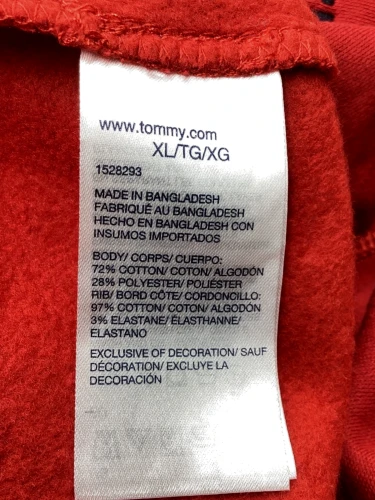 www.tommy.com
XL/TG/XG
1528293
MADE IN BANGLADESH
FABRIQUÉ AU BANGLADESH
HECHO EN BANGLADESH CON
INSUMOS IMPORTADOS
BODY/ CORPS/ CUERPO:
72% COTTON/ COTON/ ALGODÓN
28% POLYESTER/ POLIÉSTER
RIB/ BORD CÔTE/ CORDONCILLO:
97% COTTON/ COTON/ ALGODÓN
3% ELASTANE/ ÉLASTHANNE/
ELASTANO
EXCLUSIVE OF DECORATION/ SAUF
DÉCORATION/ EXCLUYE LA
DECORACIÓN